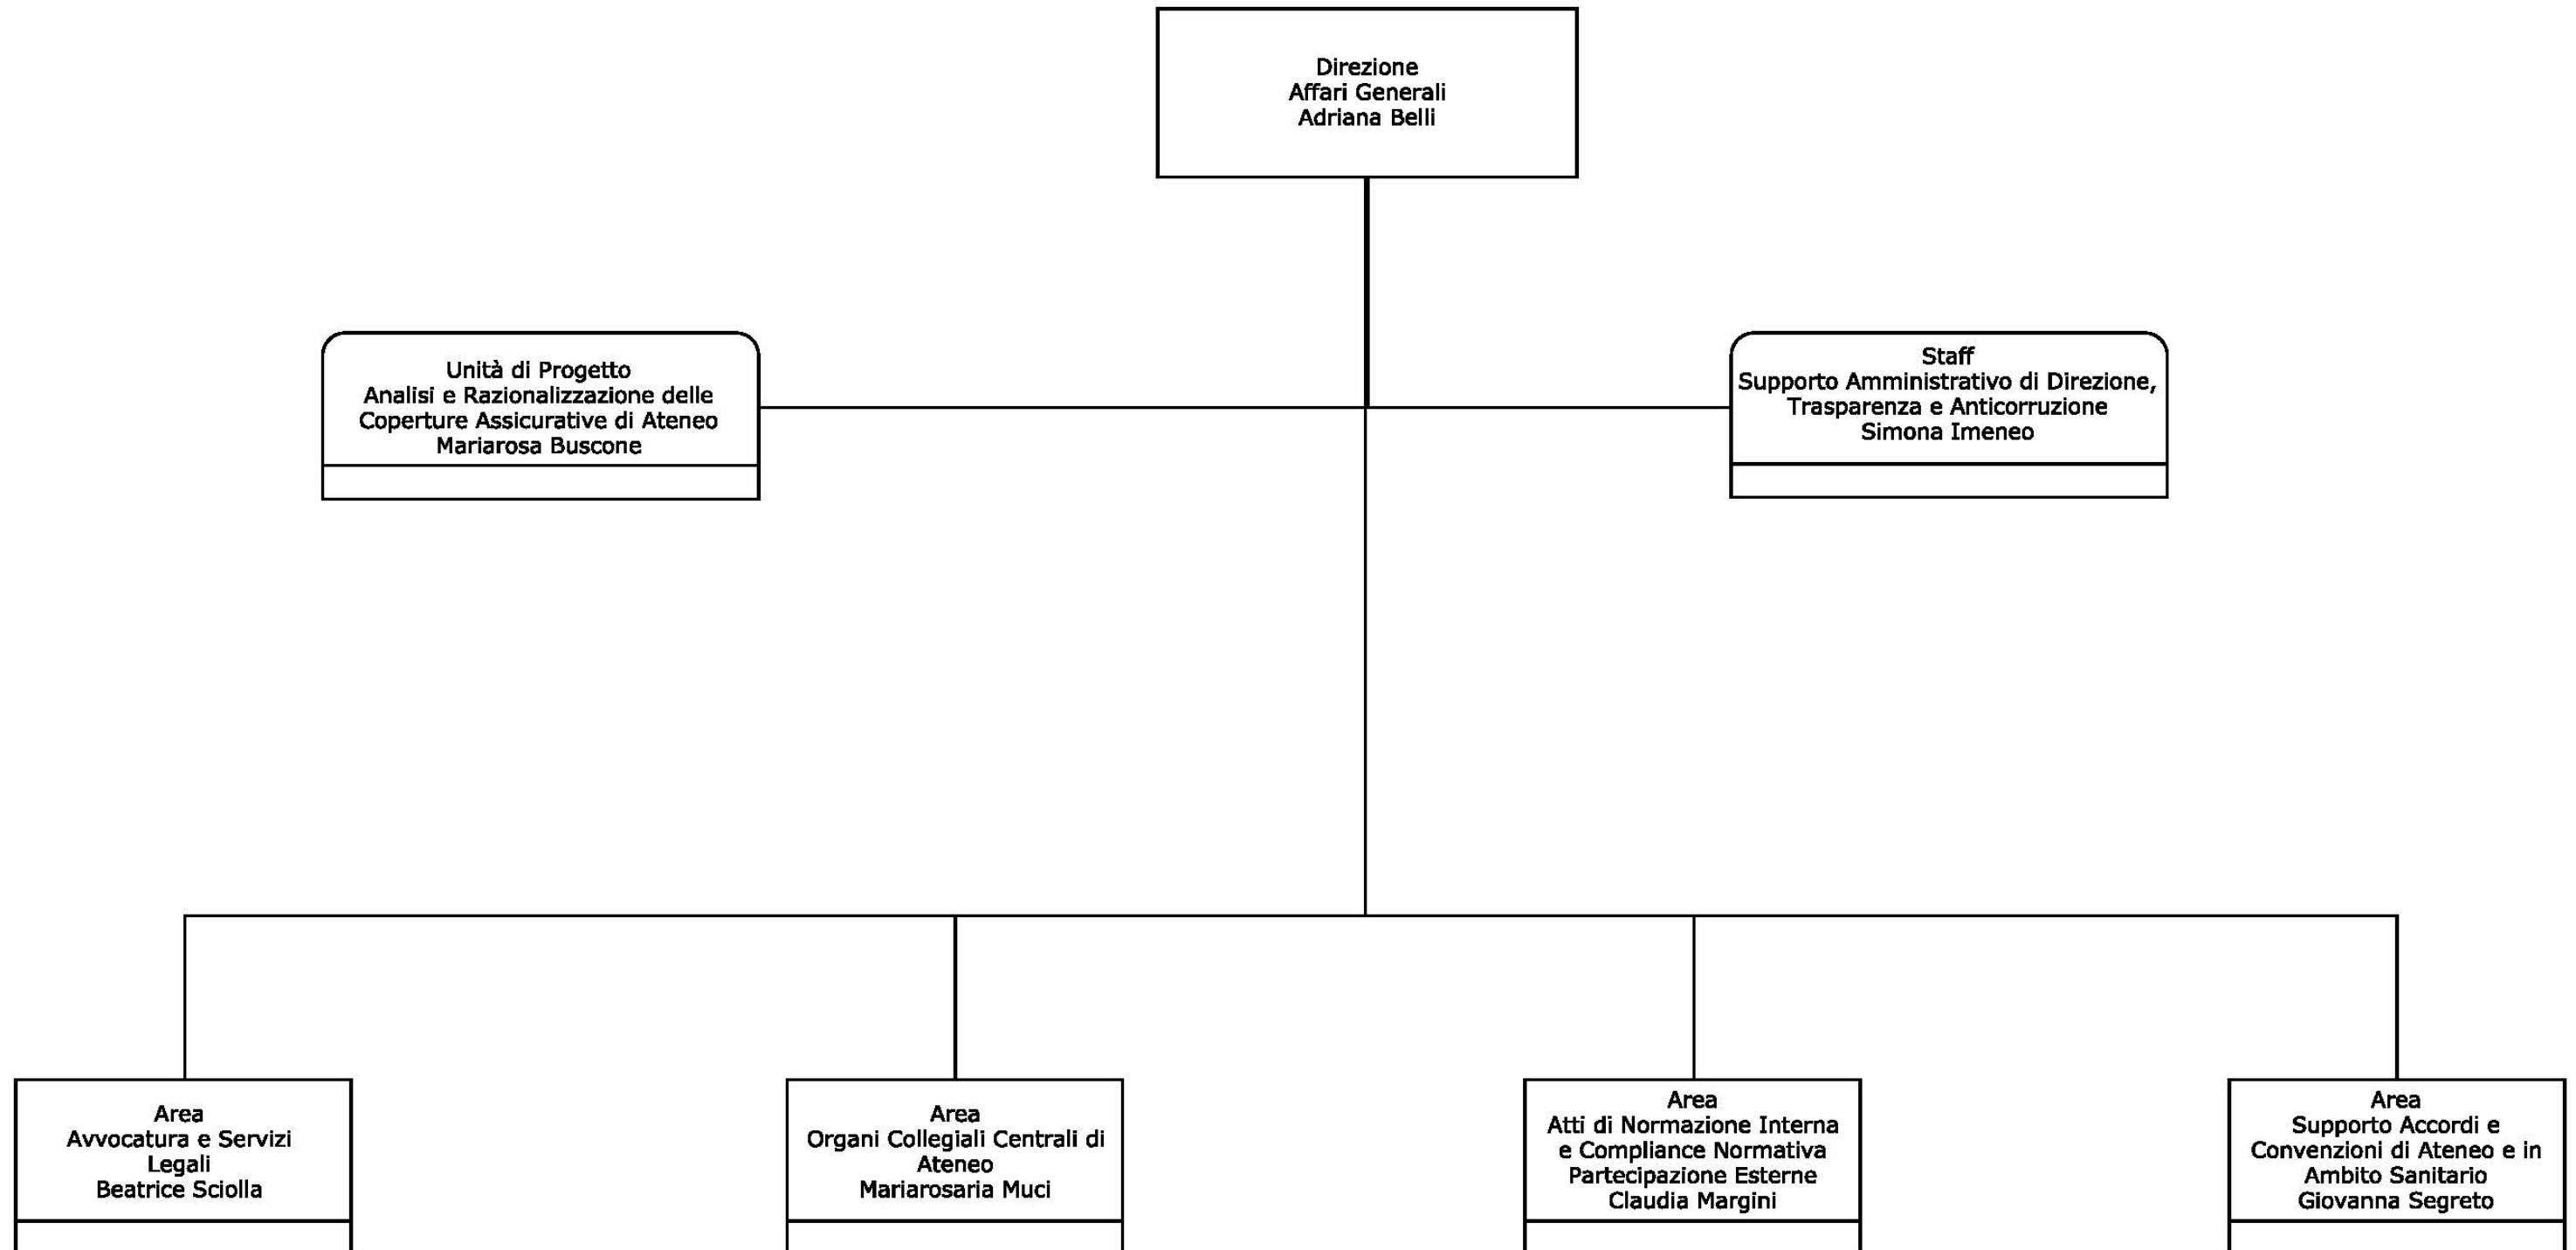 Direzione
Affari Generali
Adriana Belli
Unità di Progetto
Analisi e Razionalizzazione delle
Coperture Assicurative di Ateneo
Mariarosa Buscone
Staff
Supporto Amministrativo di Direzione,
Trasparenza e Anticorruzione
Simona Imeneo
Area
Avvocatura e Servizi
Legali
Beatrice Sciolla
Area
Organi Collegiali Centrali di
Ateneo
Mariarosaria Muci
Area
Atti di Normazione Interna
e Compliance Normativa
Partecipazione Esterne
Claudia Margini
Area
Supporto Accordi e
Convenzioni di Ateneo e in
Ambito Sanitario
Giovanna Segreto